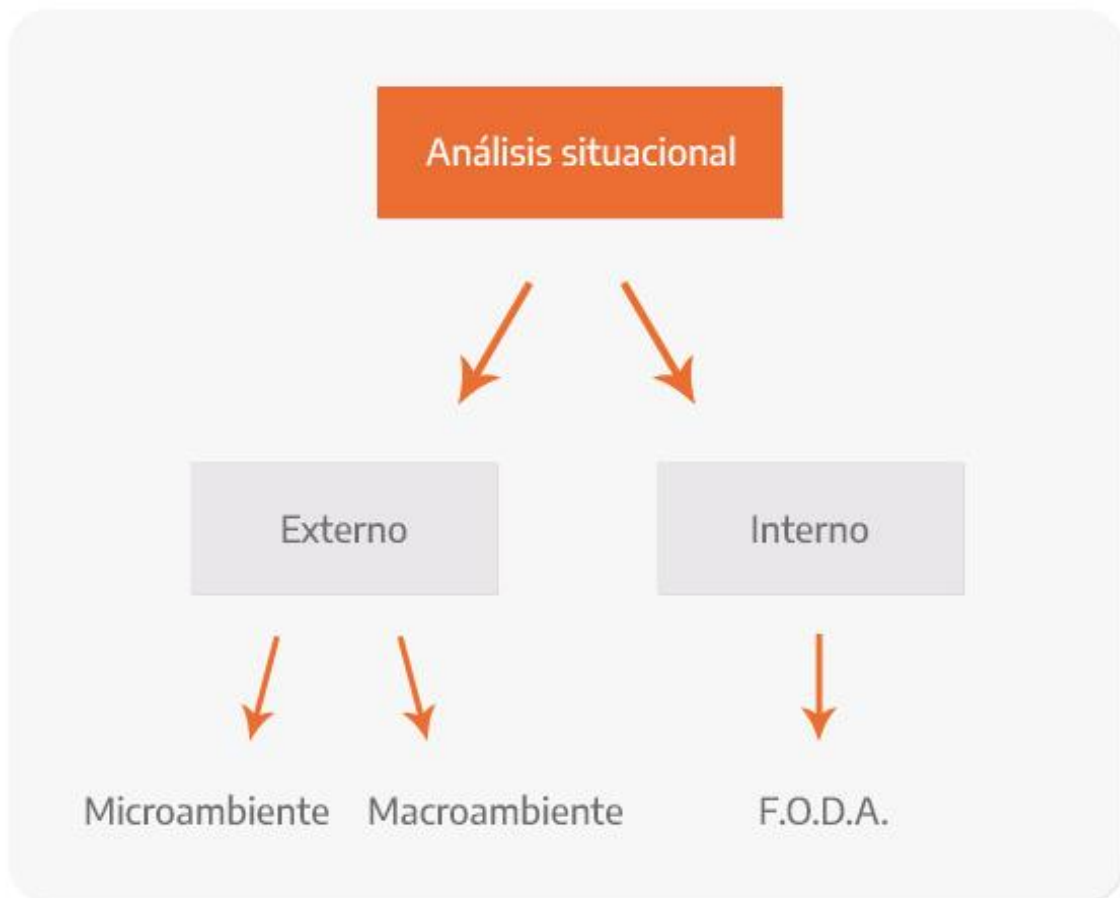 Análisis situacional
Externo
Interno
Microambiente
Macroambiente
F.O.D.A.